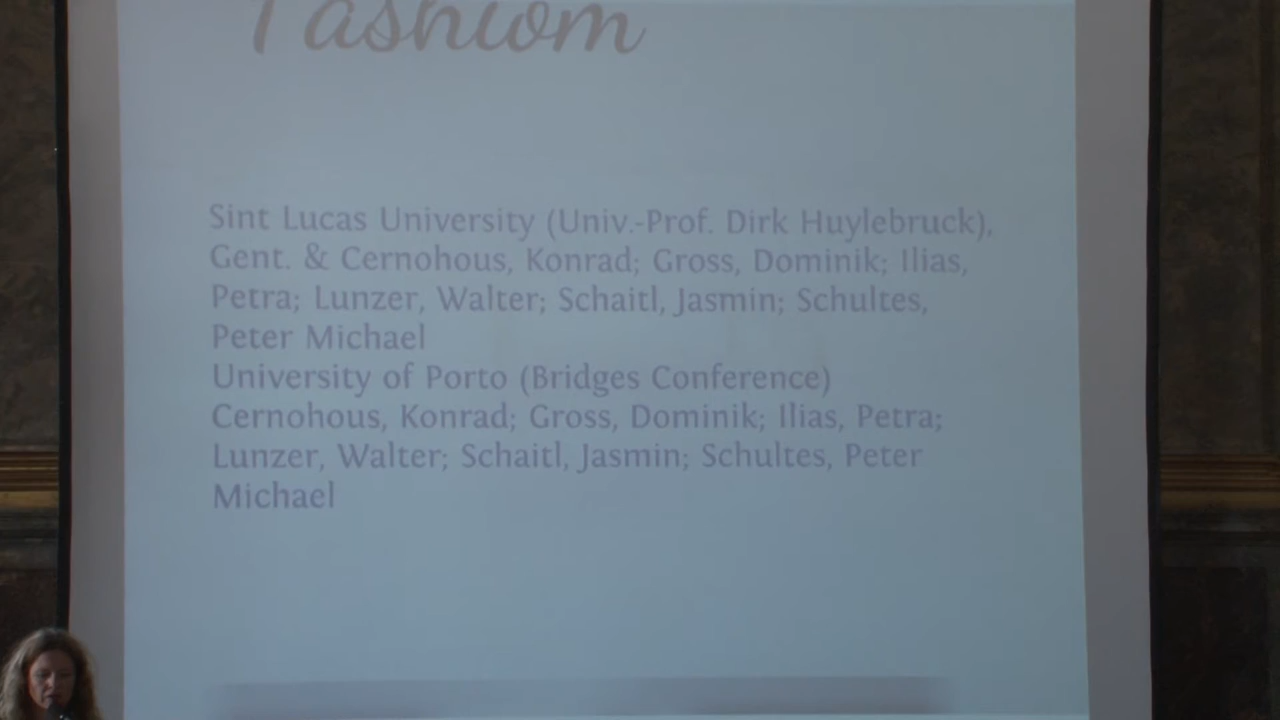 Fashiom
Sint Lucas University (Univ.-Prof. Dirk Huylebruck),
Gent. & Cernohous, Konrad; Gross, Dominik; Ilias,
Petra; Lunzer, Walter; Schaitl, Jasmin; Schultes,
Peter Michael
University of Porto (Bridges Conference)
Cernohous, Konrad; Gross, Dominik; Ilias, Petra;
Lunzer, Walter; Schaitl, Jasmin; Schultes, Peter
Michael